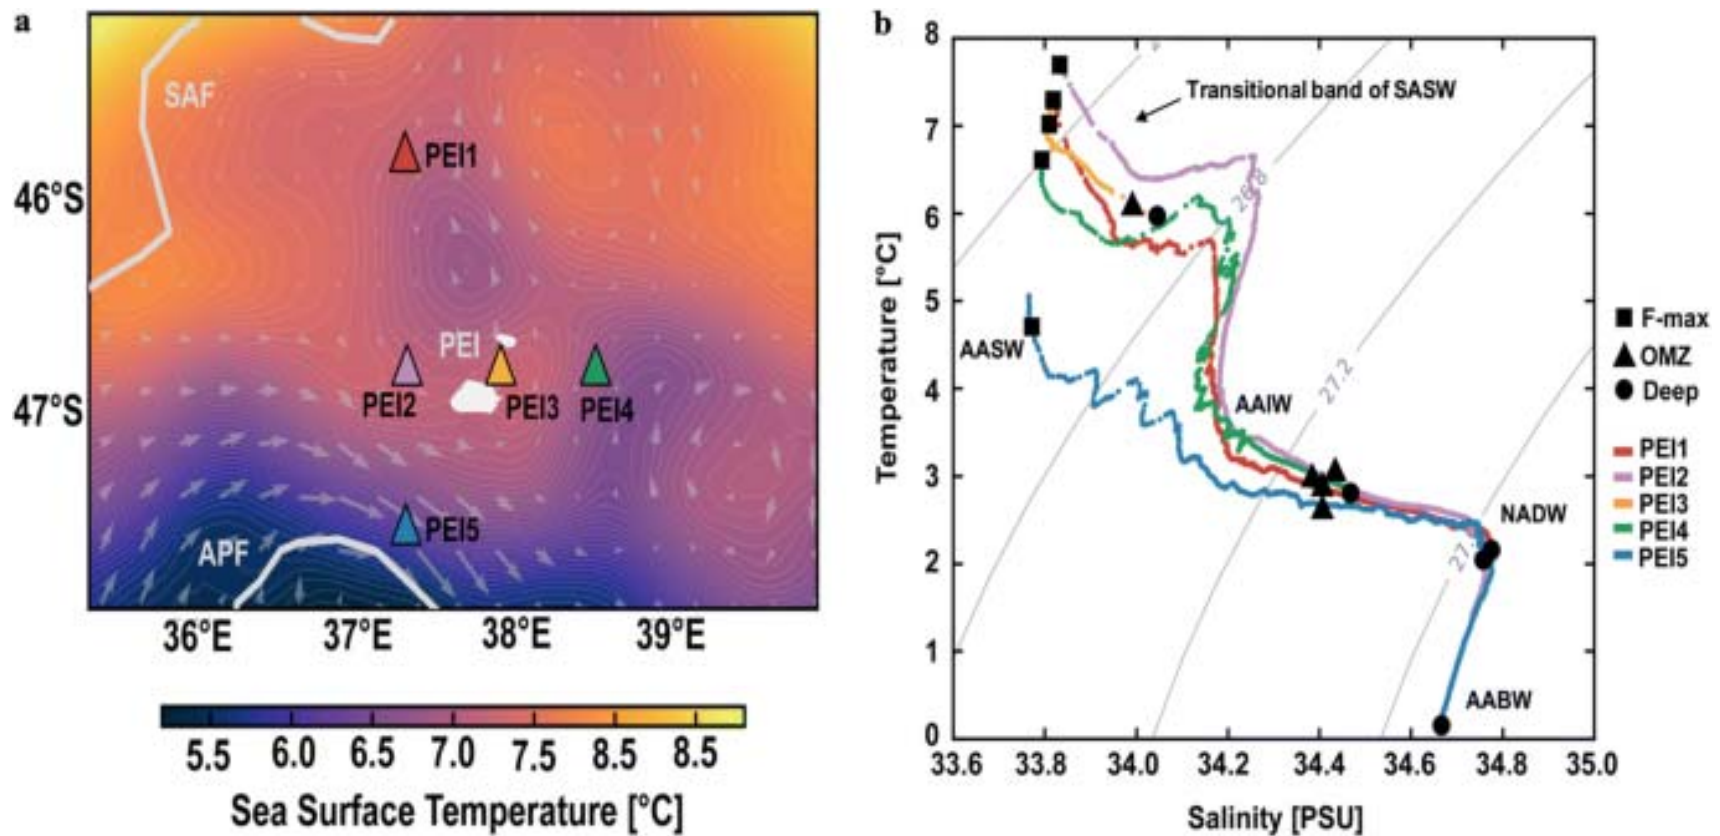 a
SAF
PEI1
46°S
PEI
PEI2
PEI3
PEI4
47°S
PEI5
APF
36°E
37°E
38°E
39°E
5.5
6.0
6.5
7.0
7.5
8.5
8.5
Sea Surface Temperature [°C]
b
8
7
6
5
4
3
2
1
0
Temperature [°C]
Transitional band of SASW
26.8
27.2
AASW
AAIW
NADW
AABW
33.6
33.8
34.0
34.2
34.4
34.6
34.8
35.0
Salinity [PSU]
F-max
OMZ
Deep
PEI1
PEI2
PEI3
PEI4
PEI5